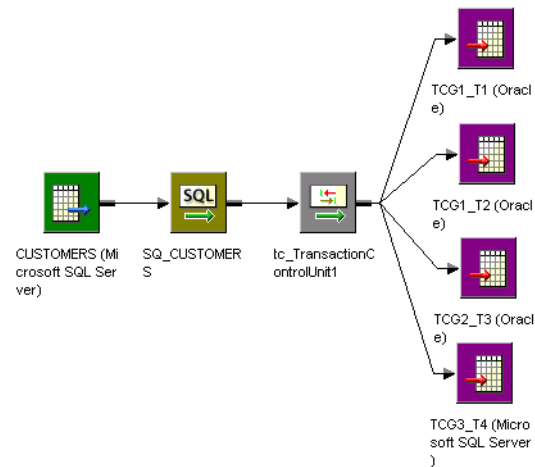 TCG1_T1 (Oracl
e)
TCG1_T2 (Oracl
e)
SQL
CUSTOMERS (Mi
crosoft SQL Ser
ver)
SQ_CUSTOMER
S
tc_TransactionC
ontrolUnit1
TCG2_T3 (Oracl
e)
TCG3_T4 (Micro
soft SQL Server
)